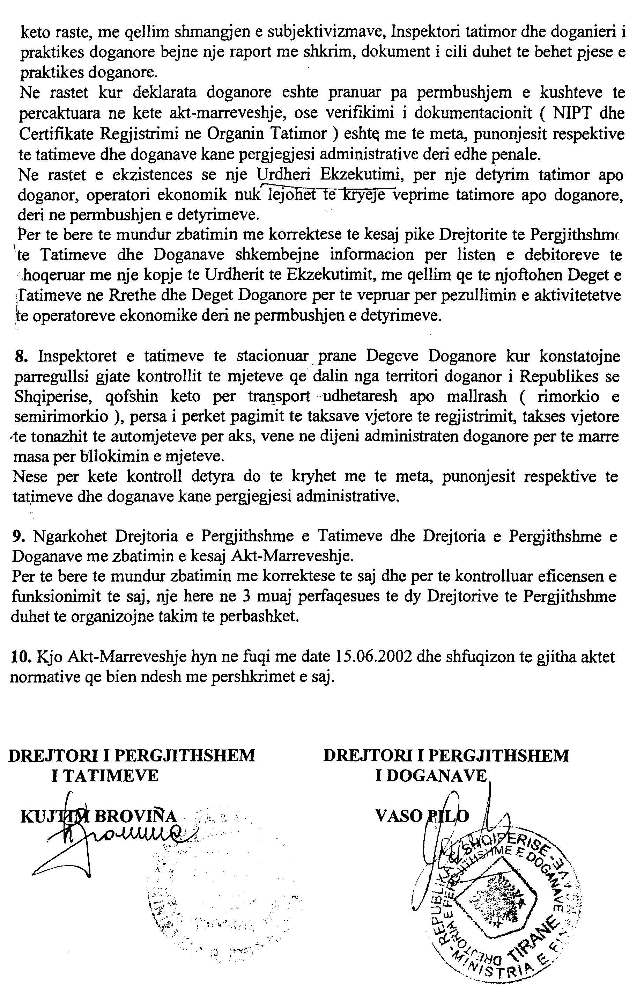 keto raste, me qellim shmangjen e subjektivizmave, Inspektori tatimor dhe doganieri i
praktikes doganore bejne nje raport me shkrim, dokument i cili duhet te behet pjese e
praktikes doganore.
Ne rastet kur deklarata doganore eshte pranuar pa permbushjem e kushteve te
percaktuara ne kete akt-marreveshje, ose verifikimi i dokumentacionit ( NIPT dhe
Certifikate Regjistrimi ne Organin Tatimor ) eshte me te meta, punonjesit respektive
te tatimeve dhe doganave kane pergjegjesi administrative deri edhe penale.
Ne rastet e ekzistences se nje Urdheri Ekzekutimi, per nje detyrim tatimor apo
doganor, operatori ekonomik nuk lejohet te kryeje veprime tatimore apo doganore,
deri ne permbushjen e detyrimeve.
Per te bere te mundur zbatimin me korrektese te kesaj pike Drejtorite te Pergjithshme
te Tatimeve dhe Doganave shkembejne informacion per listen e debitoreve te
hoqeruar me nje kopje te Urdherit te Ekzekutimit, me qellim qe te njoftohen Deget e
Tatimeve ne Rrethe dhe Deget Doganore per te vepruar per pezullimin e aktivitetetve
te operatoreve ekonomike deri ne permbushjen e detyrimeve.
8. Inspektoret e tatimeve te stacionuar prane Degeve Doganore kur konstatojne
parregullsi gjate kontrollit te mjeteve qe dalin nga territori doganor i Republikes se
Shqiperise, qofshin keto per transport udhetaresh apo mallrash ( rimorkio e
semirimorkio ), persa i perket pagimit te taksave vjetore te regjistrimit, takses vjetore
te tonazhit te automjeteve per aks, vene ne dijeni administraten doganore per te marre
masa per bllokimin e mjeteve.
Nese per kete kontroll detyra do te kryhet me te meta, punonjesit respektive te
tatimeve dhe doganave kane pergjegjesi administrative.
9. Ngarkohet Drejtoria e Pergjithshme e Tatimeve dhe Drejtoria e Pergjithshme e
Doganave me zbatimin e kesaj Akt-Marreveshje.
Per te bere te mundur zbatimin me korrektese te saj dhe per te kontrolluar eficensen e
funksionimit te saj, nje here ne 3 muaj perfaqesues te dy Drejtorive te Pergjithshme
duhet te organizojne takim te perbashket.
10. Kjo Akt-Marreveshje hyn ne fuqi me date 15.06.2002 dhe shfuqizon te gjitha aktet
normative qe bien ndesh me pershkrimet e saj.
DREJTORI I PERGJITHSHEM DREJTORI I PERGJITHSHEM
I TATIMEVE I DOGANAVE
KUJTIM BROVIÑA VASO PILO
REPUBLIKA E SHQIPERISE
MINISTRIA E
DREJTORIA E PERGJITHSHME E DOGANAVE
TIRANE